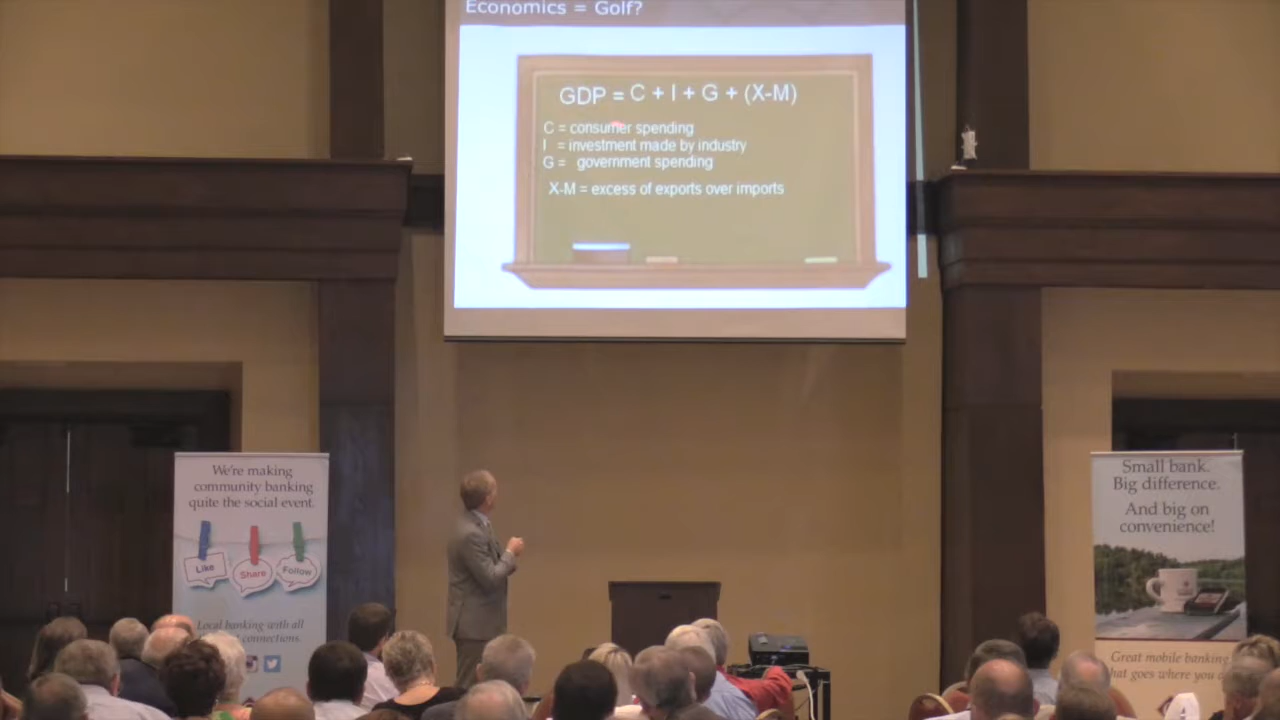 Economics = Golf?
GDP = C + I + G + (X-M)
C = consumer spending
I = investment made by industry
G = government spending
X-M = excess of exports over imports
We're making
community banking
quite the social event.
Like
Share
Follow
Local banking with all
connections.
Small bank.
Big difference.
And big on
convenience!
Great mobile banking
that goes where you